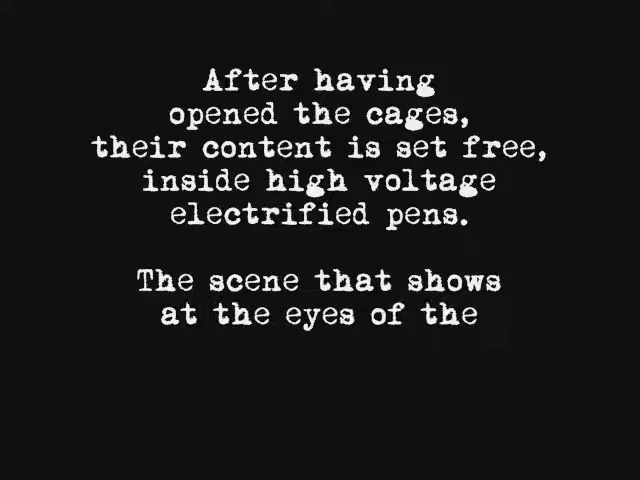 After having
opened the cages,
their content is set free,
inside high voltage
electrified pens.
The scene that shows
at the eyes of the